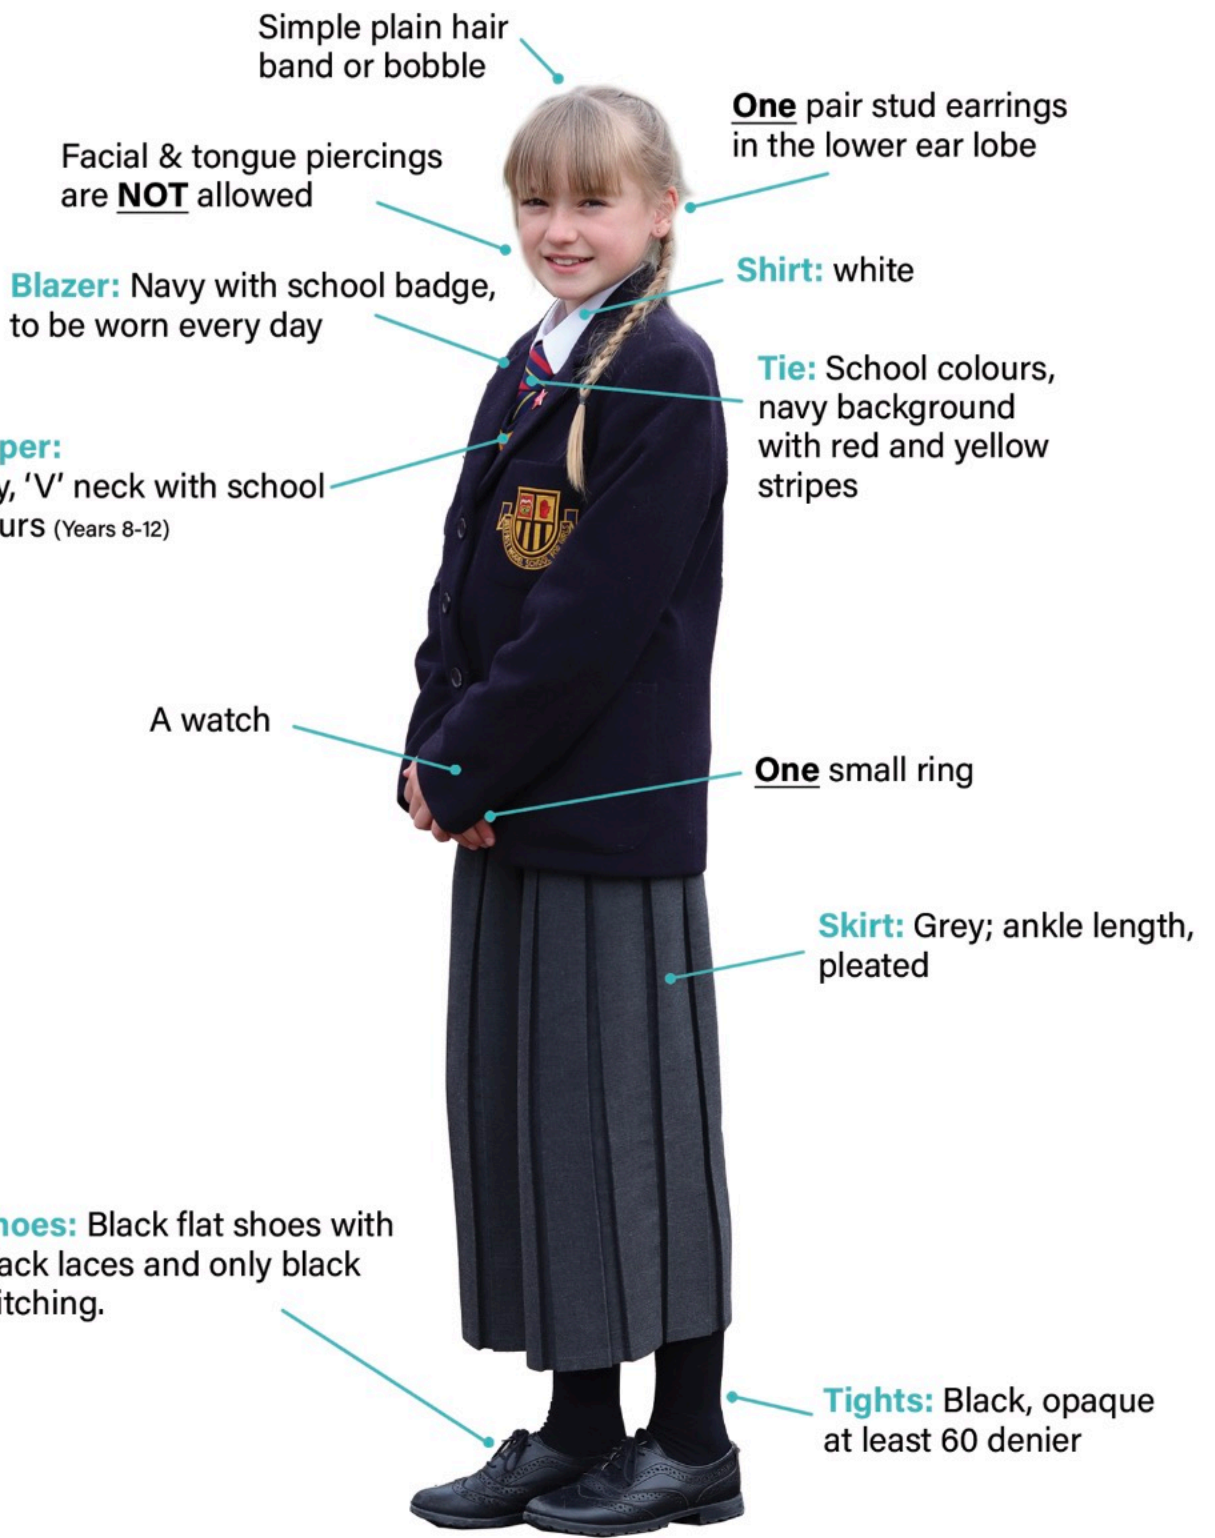 Simple plain hair
band or bobble
One pair stud earrings
in the lower ear lobe
Facial & tongue piercings
are NOT allowed
Blazer: Navy with school badge,
to be worn every day
Shirt: white
Tie: School colours,
navy background
with red and yellow
stripes
per:
y, ‘V’ neck with school
urs (Years 8-12)
A watch
One small ring
Skirt: Grey; ankle length,
pleated
hoes: Black flat shoes with
ack laces and only black
itching.
Tights: Black, opaque
at least 60 denier